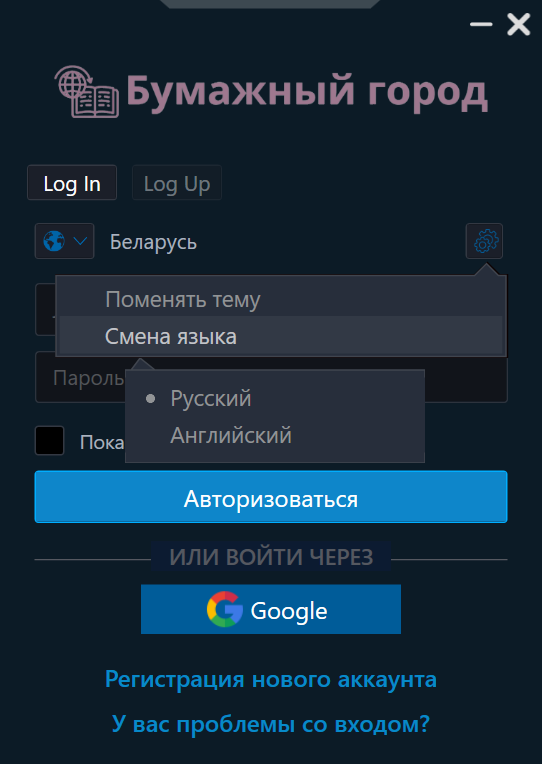 Бумажный город
Log In
Log Up
Беларусь
Поменять тему
Смена языка
Пароль
Русский
Английский
Пока
Авторизоваться
ИЛИ ВОЙТИ ЧЕРЕЗ
Google
Регистрация нового аккаунта
У вас проблемы со входом?